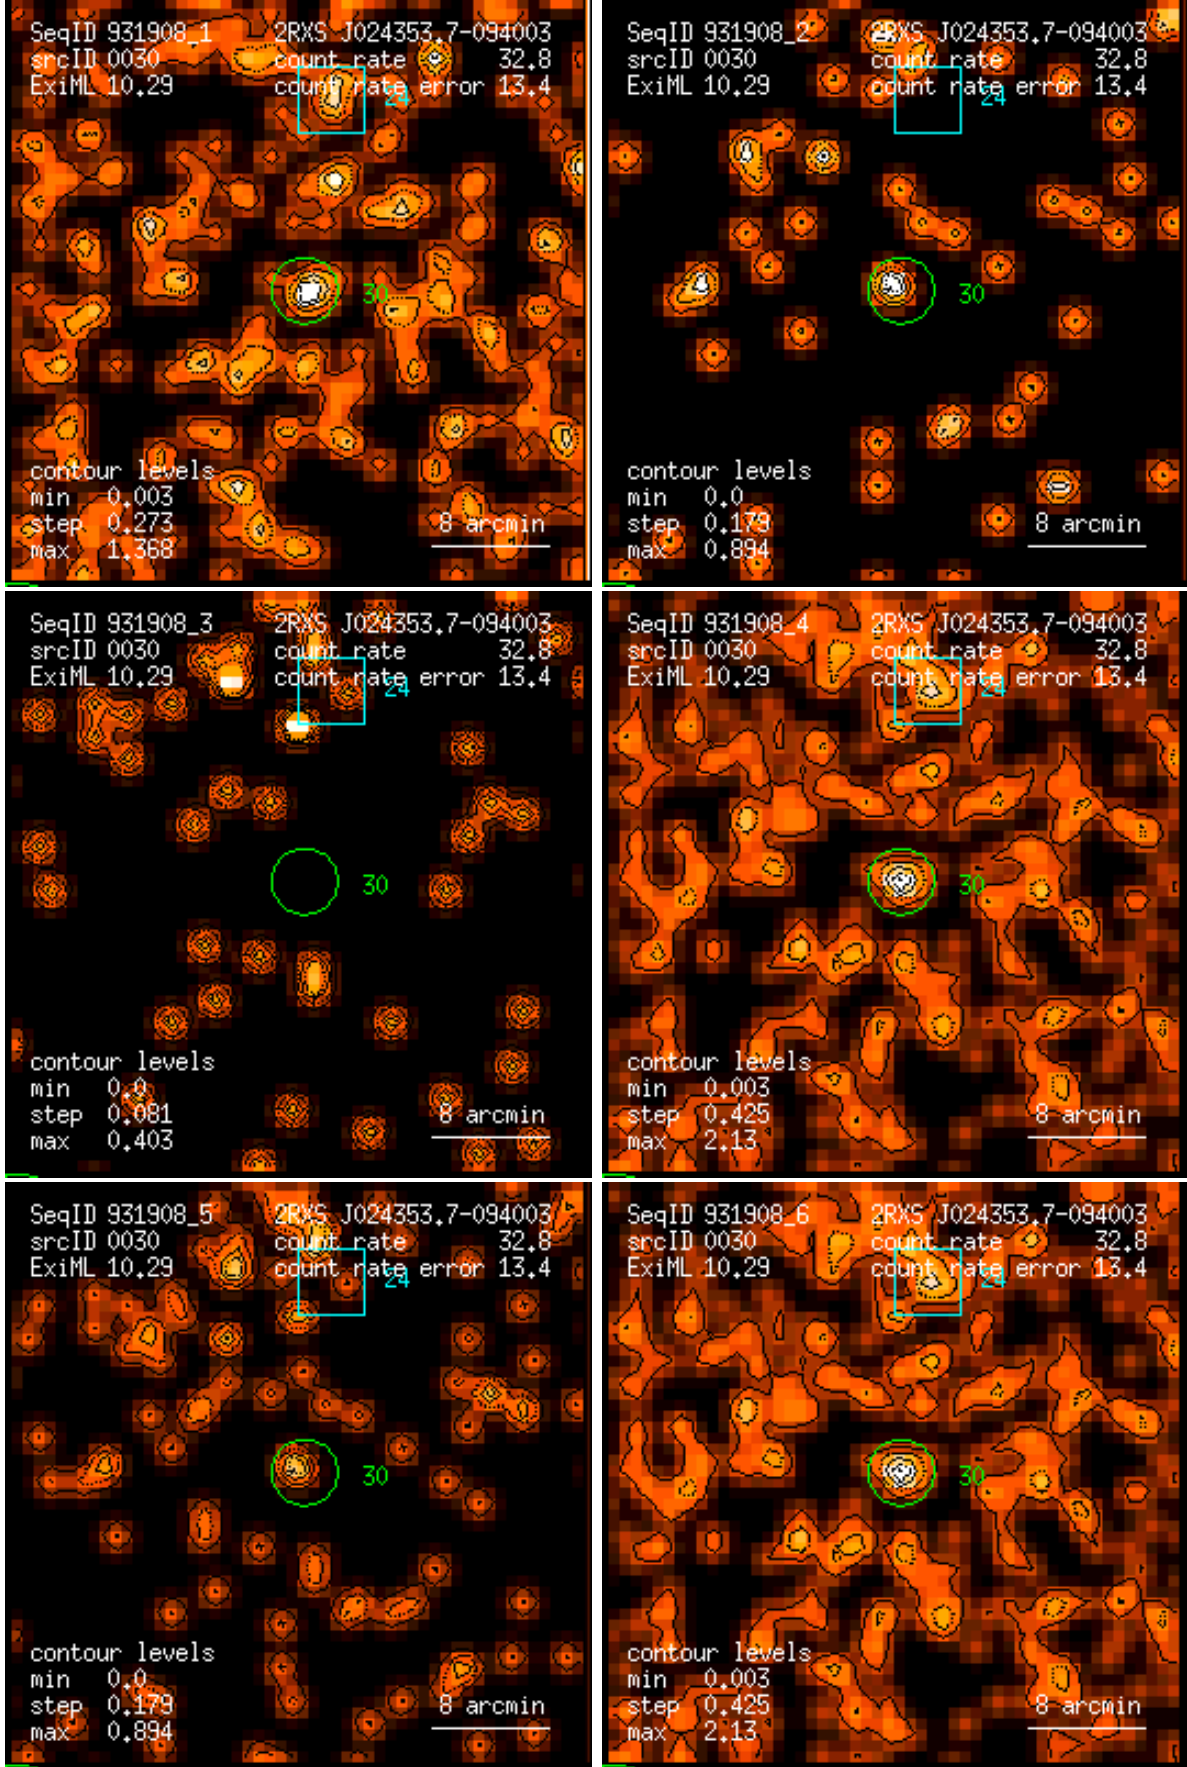 SeqID 931908_1 2RXS J024353.7-094003
srcID 0030 count rate 32.8
ExiML 10.29 count rate error 13.4
24
30
contour levels
min 0.003
step 0.273 8 arcmin
max 1.368
SeqID 931908_2 2RXS J024353.7-094003
srcID 0030 count rate 32.8
ExiML 10.29 count rate error 13.4
24
30
contour levels
min 0.0
step 0.179 8 arcmin
max 0.894
SeqID 931908_3 2RXS J024353.7-094003
srcID 0030 count rate 32.8
ExiML 10.29 count rate error 13.4
24
30
contour levels
min 0.0
step 0.081 8 arcmin
max 0.403
SeqID 931908_4 2RXS J024353.7-094003
srcID 0030 count rate 32.8
ExiML 10.29 count rate error 13.4
24
30
contour levels
min 0.003
step 0.425 8 arcmin
max 2.13
SeqID 931908_5 2RXS J024353.7-094003
srcID 0030 count rate 32.8
ExiML 10.29 count rate error 13.4
24
30
contour levels
min 0.0
step 0.179 8 arcmin
max 0.894
SeqID 931908_6 2RXS J024353.7-094003
srcID 0030 count rate 32.8
ExiML 10.29 count rate error 13.4
24
30
contour levels
min 0.003
step 0.425 8 arcmin
max 2.13